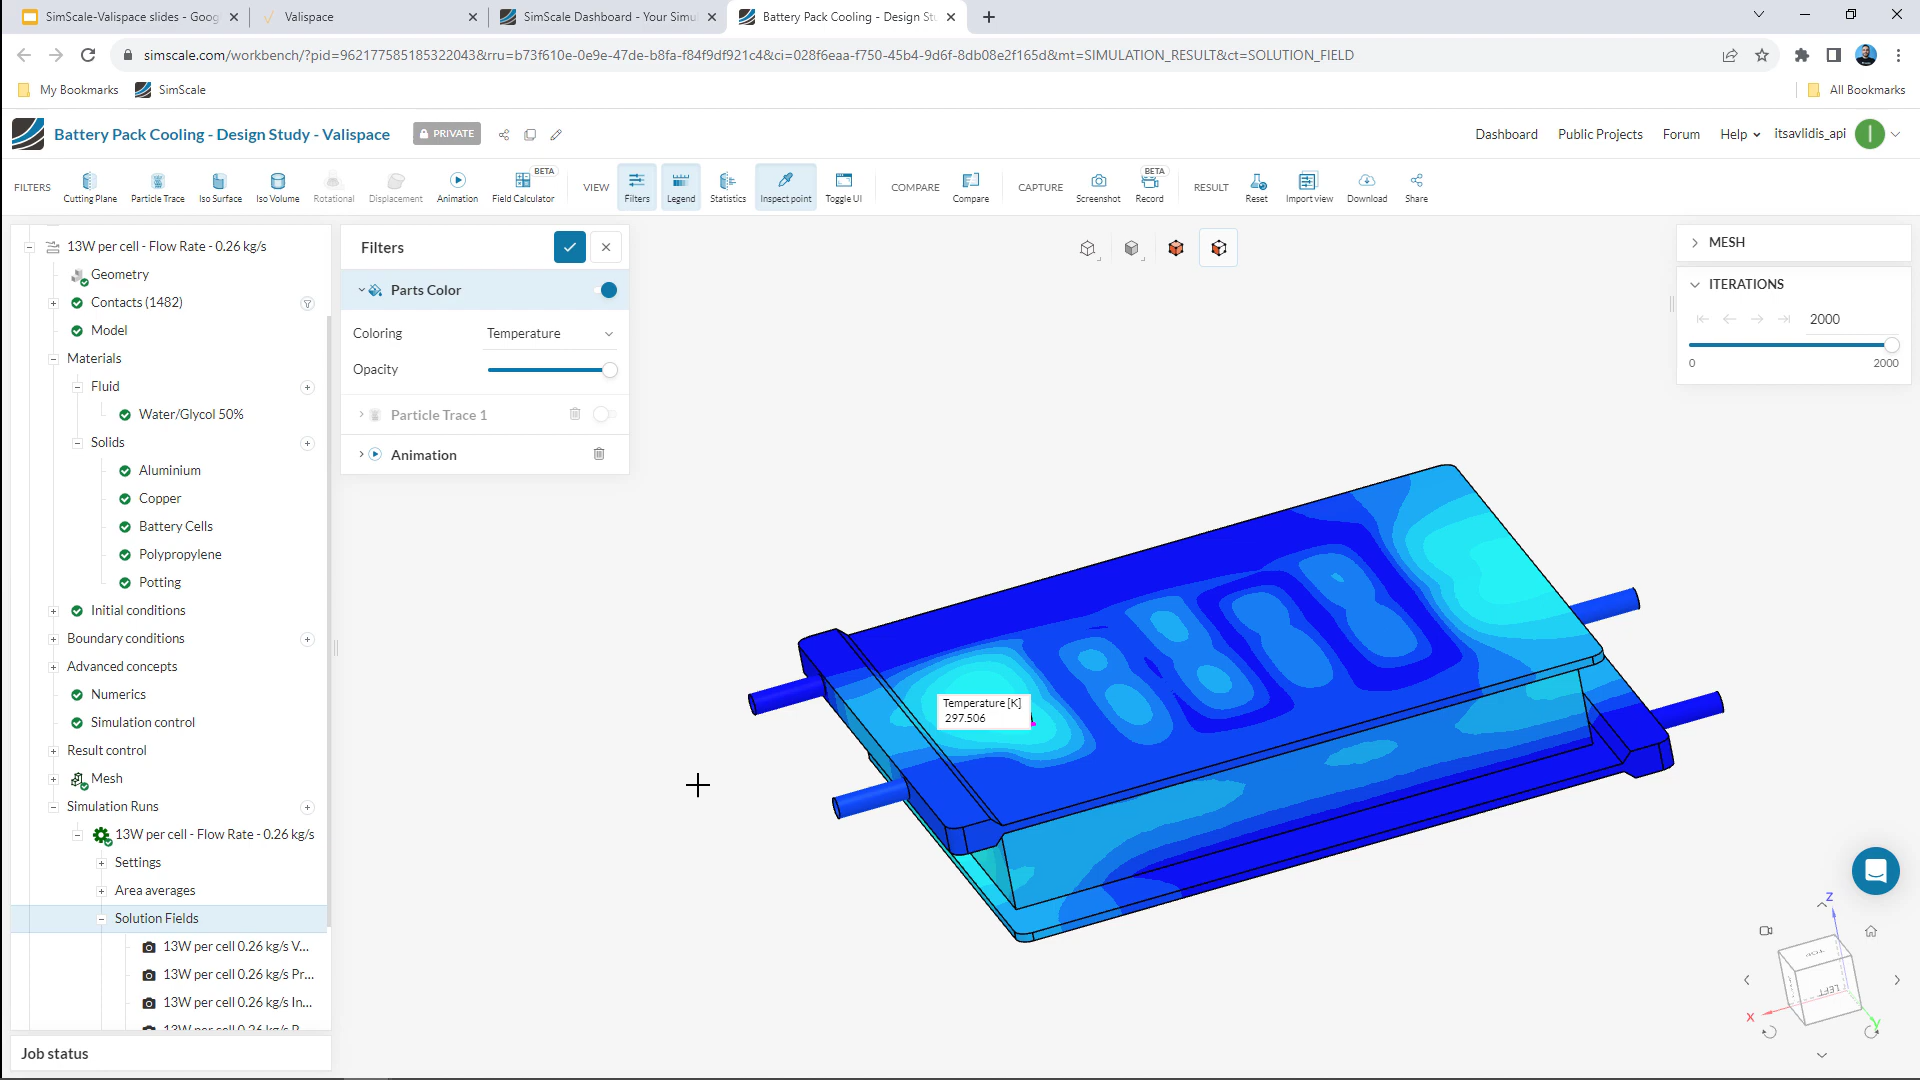 SimScale-Valispace slides - Goog
Valispace
SimScale Dashboard - Your Simu
Battery Pack Cooling - Design Stu
simscale.com/workbench/?pid=962177585185322043&rru=b73f610e-0e9e-47de-b8fa-f84f9df921c4&ci=028f6eaa-f750-45b4-9d6f-8db08e2f165d&mt=SIMULATION_RESULT&ct=SOLUTION_FIELD
My Bookmarks
SimScale
All Bookmarks
Battery Pack Cooling - Design Study - Valispace
PRIVATE
Dashboard
Public Projects
Forum
Help
itsavlidis_api
I
FILTERS
Cutting Plane
Particle Trace
Iso Surface
Iso Volume
Rotational
Displacement
Animation
BETA
Field Calculator
VIEW
Filters
Legend
Statistics
Inspect point
Toggle UI
COMPARE
Compare
CAPTURE
Screenshot
BETA
Record
RESULT
Reset
Import view
Download
Share
13W per cell - Flow Rate - 0.26 kg/s
Geometry
Contacts (1482)
Model
Materials
Fluid
Water/Glycol 50%
Solids
Aluminium
Copper
Battery Cells
Polypropylene
Potting
Initial conditions
Boundary conditions
Advanced concepts
Numerics
Simulation control
Result control
Mesh
Simulation Runs
13W per cell - Flow Rate - 0.26 kg/s
Settings
Area averages
Solution Fields
13W per cell 0.26 kg/s V...
13W per cell 0.26 kg/s Pr...
13W per cell 0.26 kg/s In...
Job status
Filters
Parts Color
Coloring
Temperature
Opacity
Particle Trace 1
Animation
Temperature [K]
297.506
MESH
ITERATIONS
2000
0
2000
Z
TOP
LEFT
X
Y